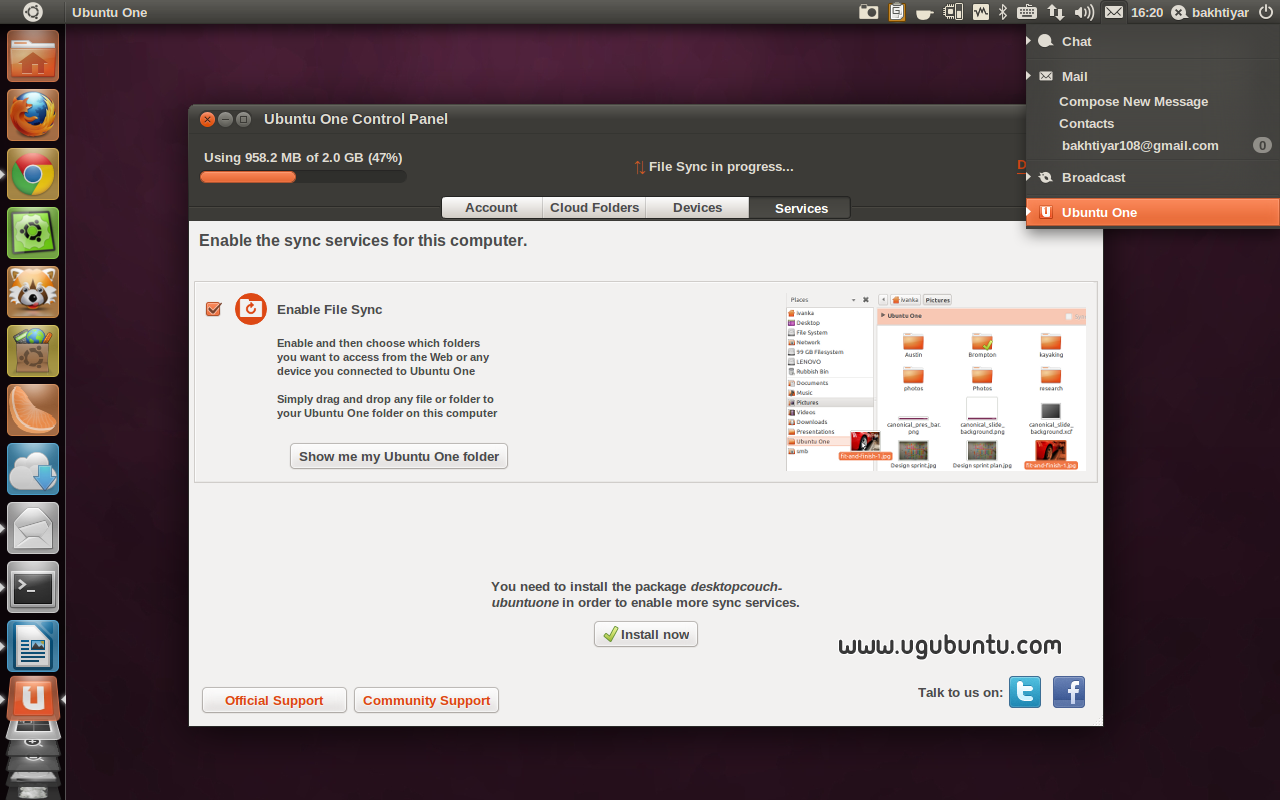 Ubuntu One
16:20
bakhtiyar
Chat
Mail
Compose New Message
Contacts
bakhtiyar108@gmail.com
0
Broadcast
Ubuntu One
Ubuntu One Control Panel
Using 958.2 MB of 2.0 GB (47%)
File Sync in progress...
D
Account
Cloud Folders
Devices
Services
Enable the sync services for this computer.
Enable File Sync
Enable and then choose which folders
you want to access from the Web or any
device you connected to Ubuntu One
Simply drag and drop any file or folder to
your Ubuntu One folder on this computer
Show me my Ubuntu One folder
Places
ivanka
Desktop
File System
Network
99 GB Filesystem
LENOVO
Rubbish Bin
Documents
Music
Pictures
Videos
Downloads
Presentations
Ubuntu One
smb
fit-and-finish-1.jpg
ivanka
Pictures
Ubuntu One
Austin
Brompton
kayaking
photos
Photos
research
canonical_pres_bar.
png
canonical_slide_
background.png
canonical_slide_
background.xcf
Design sprint.jpg
Design sprint plan.jpg
fit-and-finish-1.jpg
You need to install the package desktopcouch-
ubuntuone in order to enable more sync services.
Install now
www.ugubuntu.com
Official Support
Community Support
Talk to us on: